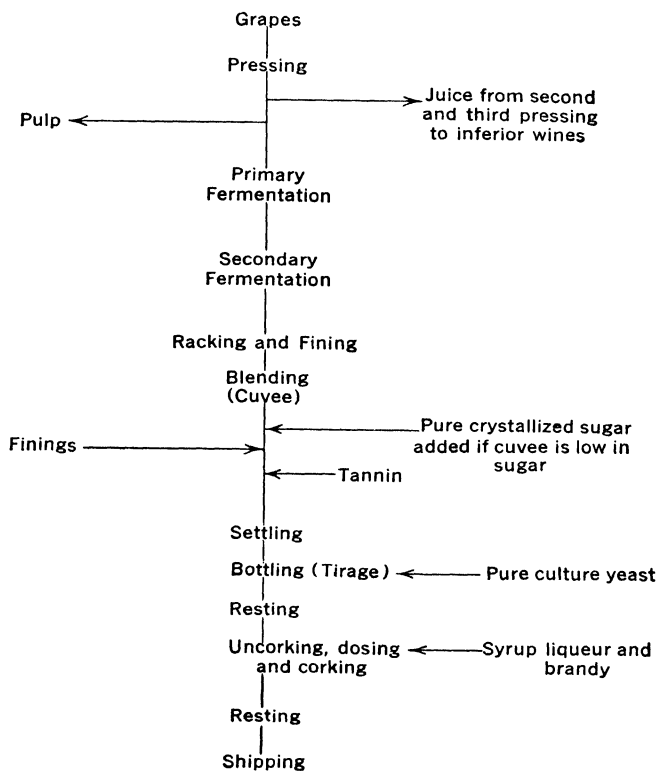 Grapes
Pressing
Juice from second
and third pressing
to inferior wines
Pulp
Primary
Fermentation
Secondary
Fermentation
Racking and Fining
Blending
(Cuvee)
Pure crystallized sugar
added if cuvee is low in
sugar
Finings
Tannin
Settling
Bottling (Tirage)
Pure culture yeast
Resting
Uncorking, dosing
and corking
Syrup liqueur and
brandy
Resting
Shipping